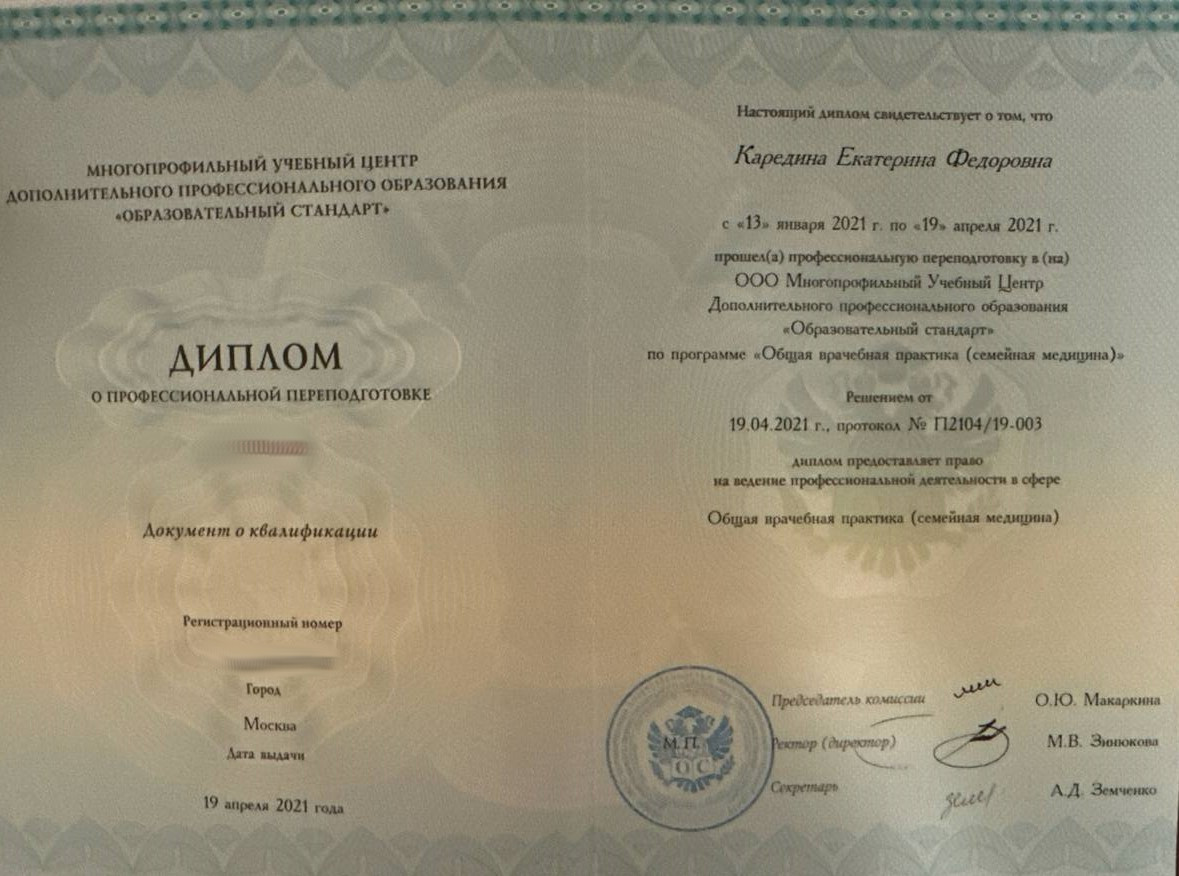 МНОГОПРОФИЛЬНЫЙ УЧЕБНЫЙ ЦЕНТР
ДОПОЛНИТЕЛЬНОГО ПРОФЕССИОНАЛЬНОГО ОБРАЗОВАНИЯ
«ОБРАЗОВАТЕЛЬНЫЙ СТАНДАРТ»
ДИПЛОМ
О ПРОФЕССИОНАЛЬНОЙ ПЕРЕПОДГОТОВКЕ
Документ о квалификации
Регистрационный номер
Город
Москва
Дата выдачи
19 апреля 2021 года
Настоящий диплом свидетельствует о том, что
Каредина Екатерина Федоровна
с «13» января 2021 г. по «19» апреля 2021 г.
прошел(а) профессиональную переподготовку в (на)
ООО Многопрофильный Учебный Центр
Дополнительного профессионального образования
«Образовательный стандарт»
по программе «Общая врачебная практика (семейная медицина)»
Решением от
19.04.2021 г., протокол № П2104/19-003
диплом предоставляет право
на ведение профессиональной деятельности в сфере
Общая врачебная практика (семейная медицина)
Председатель комиссии О.Ю. Макаркина
М.П. Ректор (директор) М.В. Зинюкова
ОС
Секретарь А.Д. Земченко